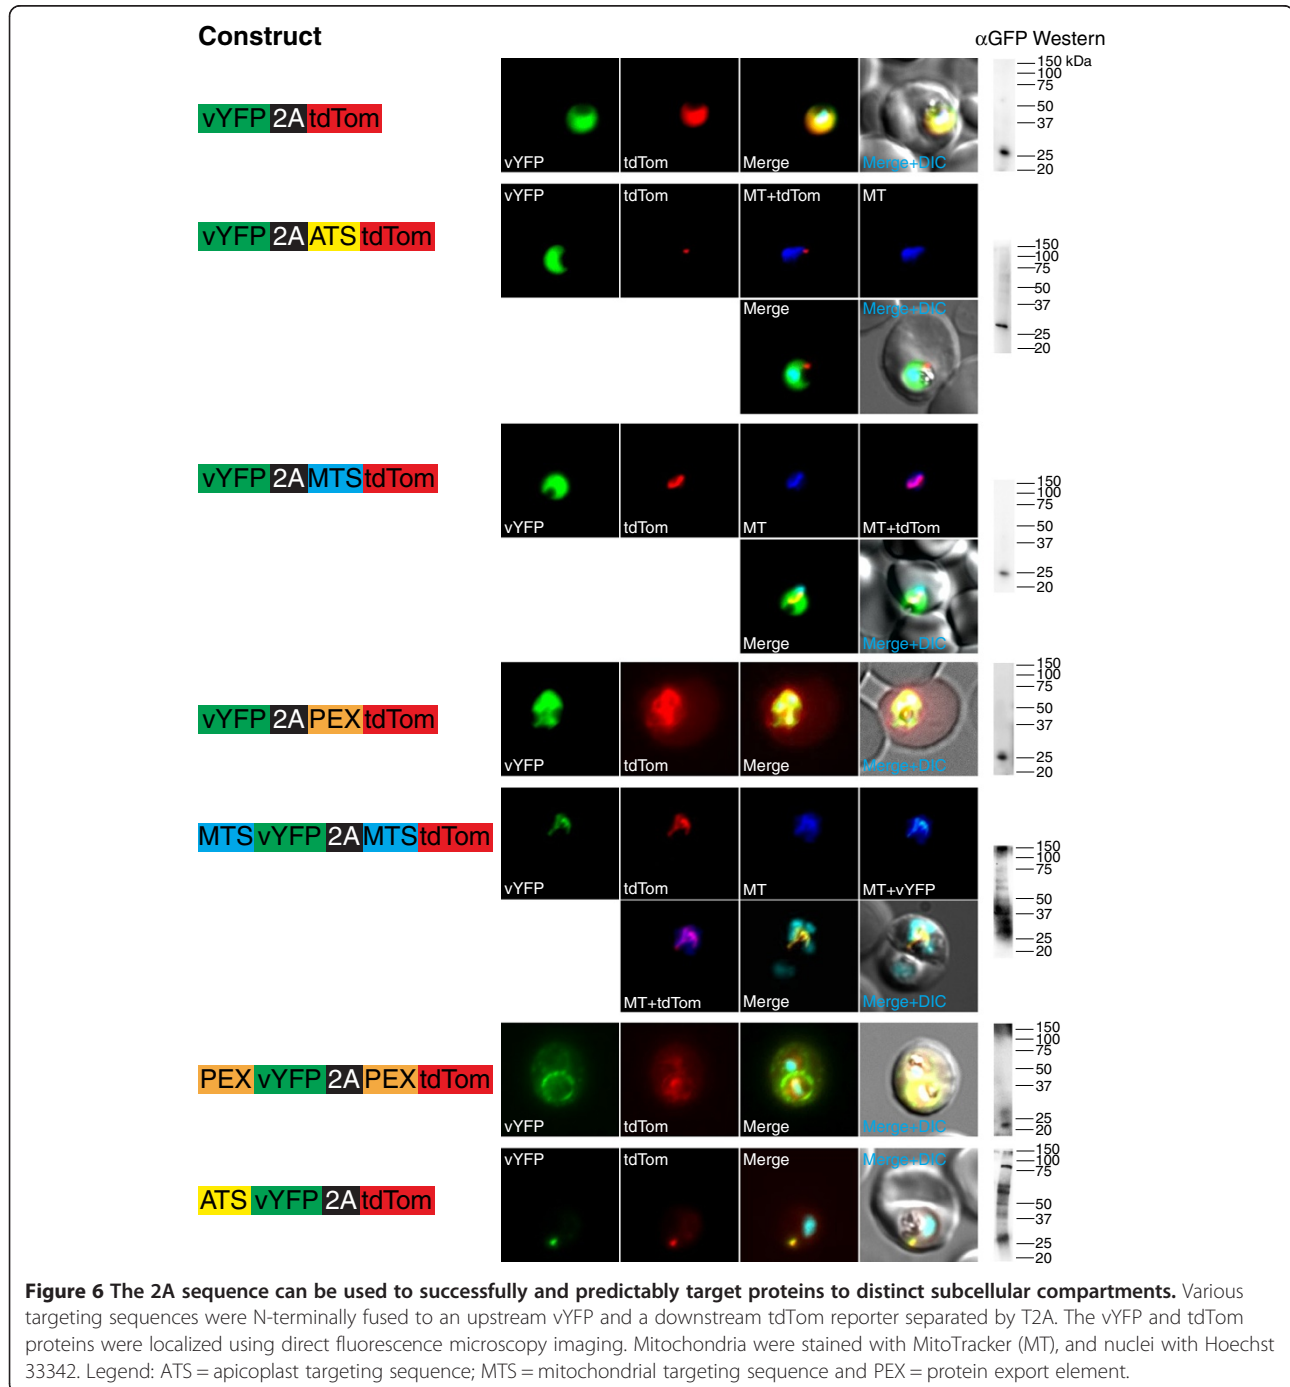 Construct
αGFP Western
vYFP 2A tdTom
vYFP
tdTom
Merge
Merge+DIC
150 kDa
100
75
50
37
25
20
vYFP 2A ATS tdTom
vYFP
tdTom
MT+tdTom
MT
Merge
Merge+DIC
150
100
75
50
37
25
20
vYFP 2A MTS tdTom
vYFP
tdTom
MT
MT+tdTom
Merge
Merge+DIC
150
100
75
50
37
25
20
vYFP 2A PEX tdTom
vYFP
tdTom
Merge
Merge+DIC
150
100
75
50
37
25
20
MTS vYFP 2A MTS tdTom
vYFP
tdTom
MT
MT+vYFP
MT+tdTom
Merge
Merge+DIC
150
100
75
50
37
25
20
PEX vYFP 2A PEX tdTom
vYFP
tdTom
Merge
Merge+DIC
150
100
75
50
37
25
20
ATS vYFP 2A tdTom
vYFP
tdTom
Merge
Merge+DIC
150
100
75
50
37
25
20
Figure 6 The 2A sequence can be used to successfully and predictably target proteins to distinct subcellular compartments. Various
targeting sequences were N-terminally fused to an upstream vYFP and a downstream tdTom reporter separated by T2A. The vYFP and tdTom
proteins were localized using direct fluorescence microscopy imaging. Mitochondria were stained with MitoTracker (MT), and nuclei with Hoechst
33342. Legend: ATS = apicoplast targeting sequence; MTS = mitochondrial targeting sequence and PEX = protein export element.